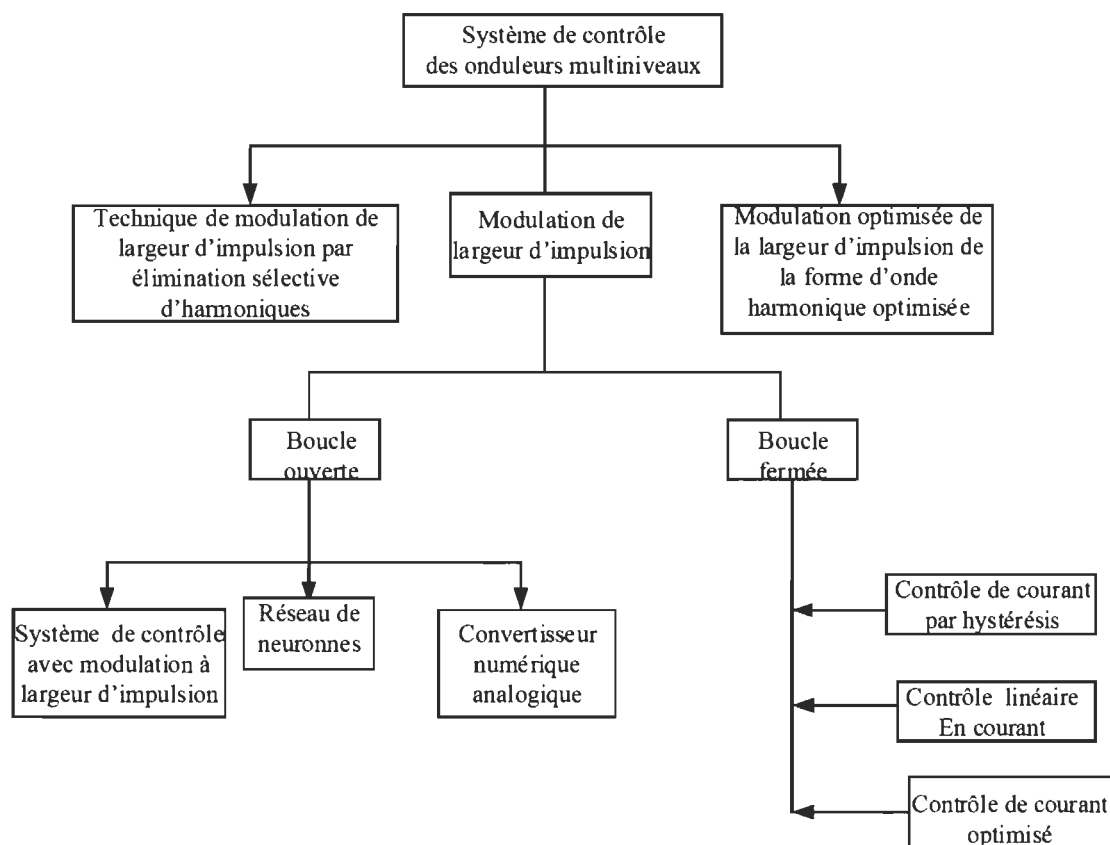 Système de contrôle
des onduleurs multiniveaux
Technique de modulation de
largeur d'impulsion par
élimination sélective
d'harmoniques
Modulation de
largeur d'impulsion
Modulation optimisée de
la largeur d'impulsion de
la forme d'onde
harmonique optimisée
Boucle
ouverte
Boucle
fermée
Système de contrôle
avec modulation à
largeur d'impulsion
Réseau de
neuronnes
Convertisseur
numérique
analogique
Contrôle de courant
par hystérésis
Contrôle linéaire
En courant
Contrôle de courant
optimisé